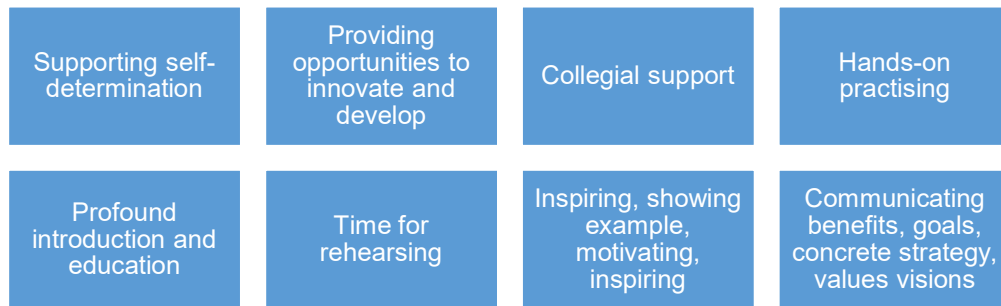 Supporting self-
determination
Providing
opportunities to
innovate and
develop
Collegial support
Hands-on
practising
Profound
introduction and
education
Time for
rehearsing
Inspiring, showing
example,
motivating,
inspiring
Communicating
benefits, goals,
concrete strategy,
values visions